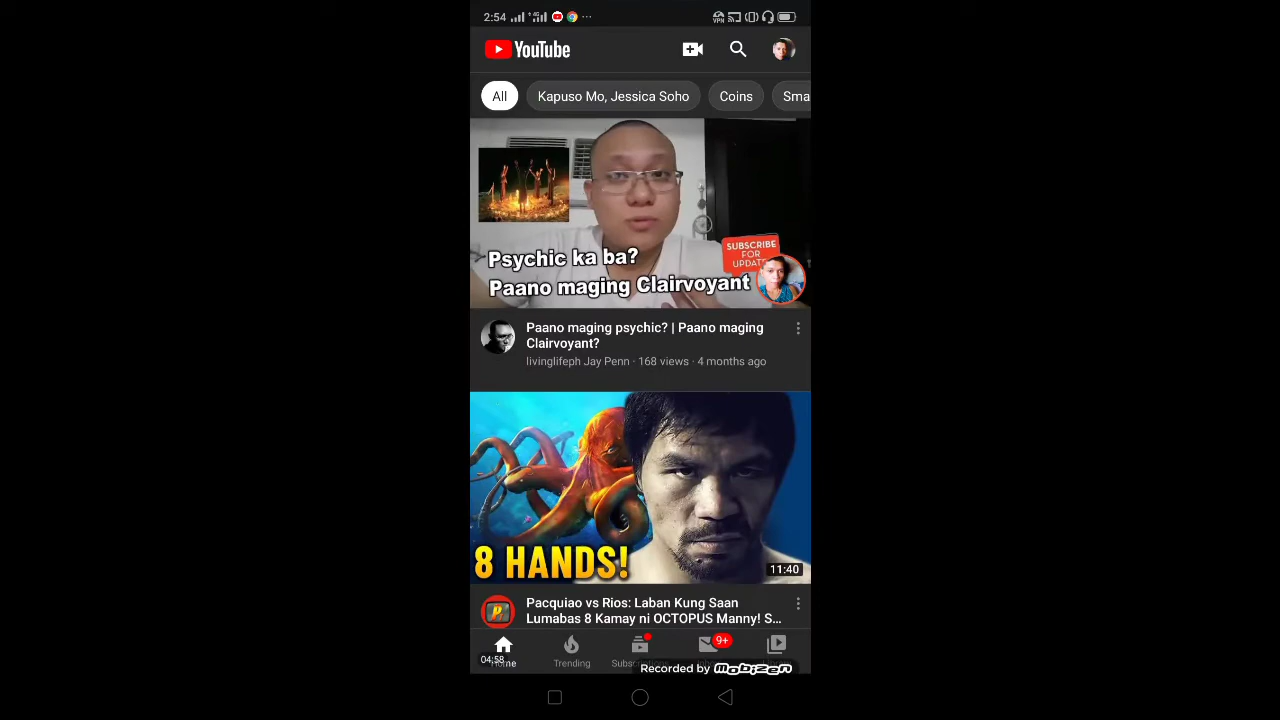 2:54
YouTube
All
Kapuso Mo, Jessica Soho
Coins
Sma
SUBSCRIBE
FOR
Psychic ka ba?
Paano maging Clairvoyant
Paano maging psychic? | Paano maging
Clairvoyant?
livinglifeph Jay Penn · 168 views · 4 months ago
8 HANDS!
11:40
Pacquiao vs Rios: Laban Kung Saan
Lumabas 8 Kamay ni OCTOPUS Manny! S...
9+
04:58
Trending
Recorded by mobizen